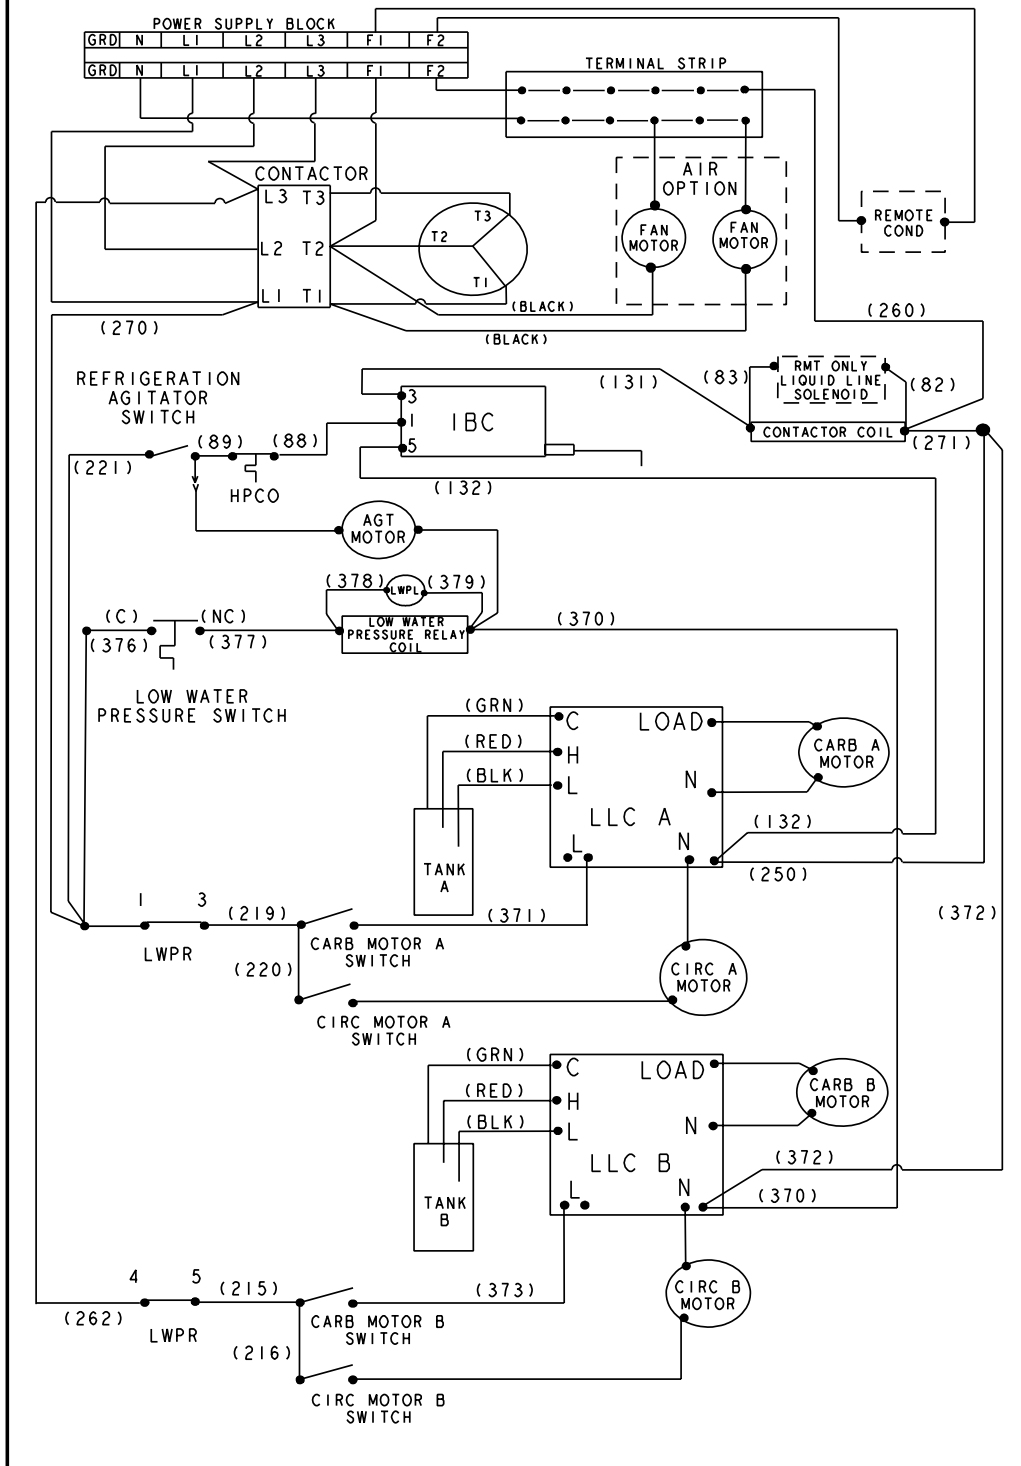 POWER SUPPLY BLOCK
GRD N L1 L2 L3 F1 F2
GRD N L1 L2 L3 F1 F2
TERMINAL STRIP
CONTACTOR
L3 T3
L2 T2
L1 T1
T3
T2
T1
AIR
OPTION
FAN
MOTOR
FAN
MOTOR
REMOTE
COND
(BLACK)
(BLACK)
(260)
(270)
REFRIGERATION
AGITATOR
SWITCH
(131)
(83)
RMT ONLY
LIQUID LINE
SOLENOID
(82)
3
1
5
IBC
CONTACTOR COIL
(271)
(221)
(89)
(88)
HPCO
(132)
AGT
MOTOR
(378)
LWPL
(379)
(C)
(NC)
(376)
(377)
LOW WATER
PRESSURE RELAY
COIL
(370)
LOW WATER
PRESSURE SWITCH
(GRN)
(RED)
(BLK)
C
H
L
LOAD
N
LLC A
L
N
CARB A
MOTOR
TANK
A
(132)
(250)
(372)
1
3
LWPR
(219)
(371)
CARB MOTOR A
SWITCH
(220)
CIRC MOTOR A
SWITCH
CIRC A
MOTOR
(GRN)
(RED)
(BLK)
C
H
L
LOAD
N
LLC B
L
N
CARB B
MOTOR
TANK
B
(372)
(370)
4
5
(262)
LWPR
(215)
(373)
CARB MOTOR B
SWITCH
(216)
CIRC MOTOR B
SWITCH
CIRC B
MOTOR